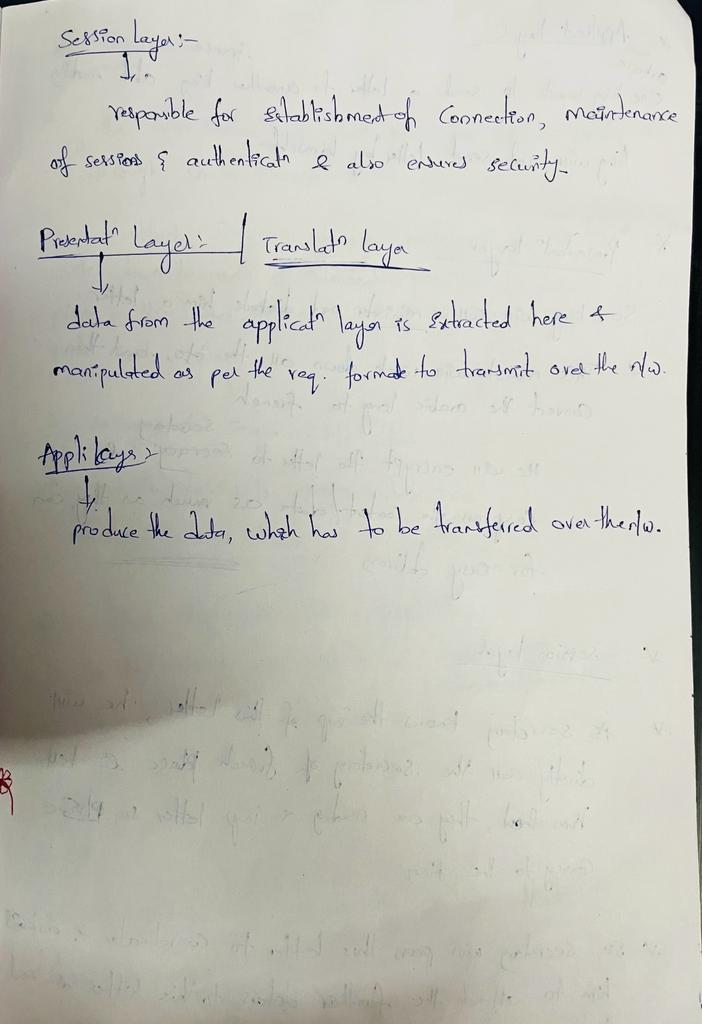 Session Layer:-
responsible for Establishment of Connection, Maintenance
of sessions & authenticatn & also ensures security.
Presentatn Layer:- | Translatn layer
data from the applicatn layer is Extracted here &
manipulated as per the req. format to transmit over the n/w.
Appli Layer:-
produce the data, which has to be transferred over the n/w.